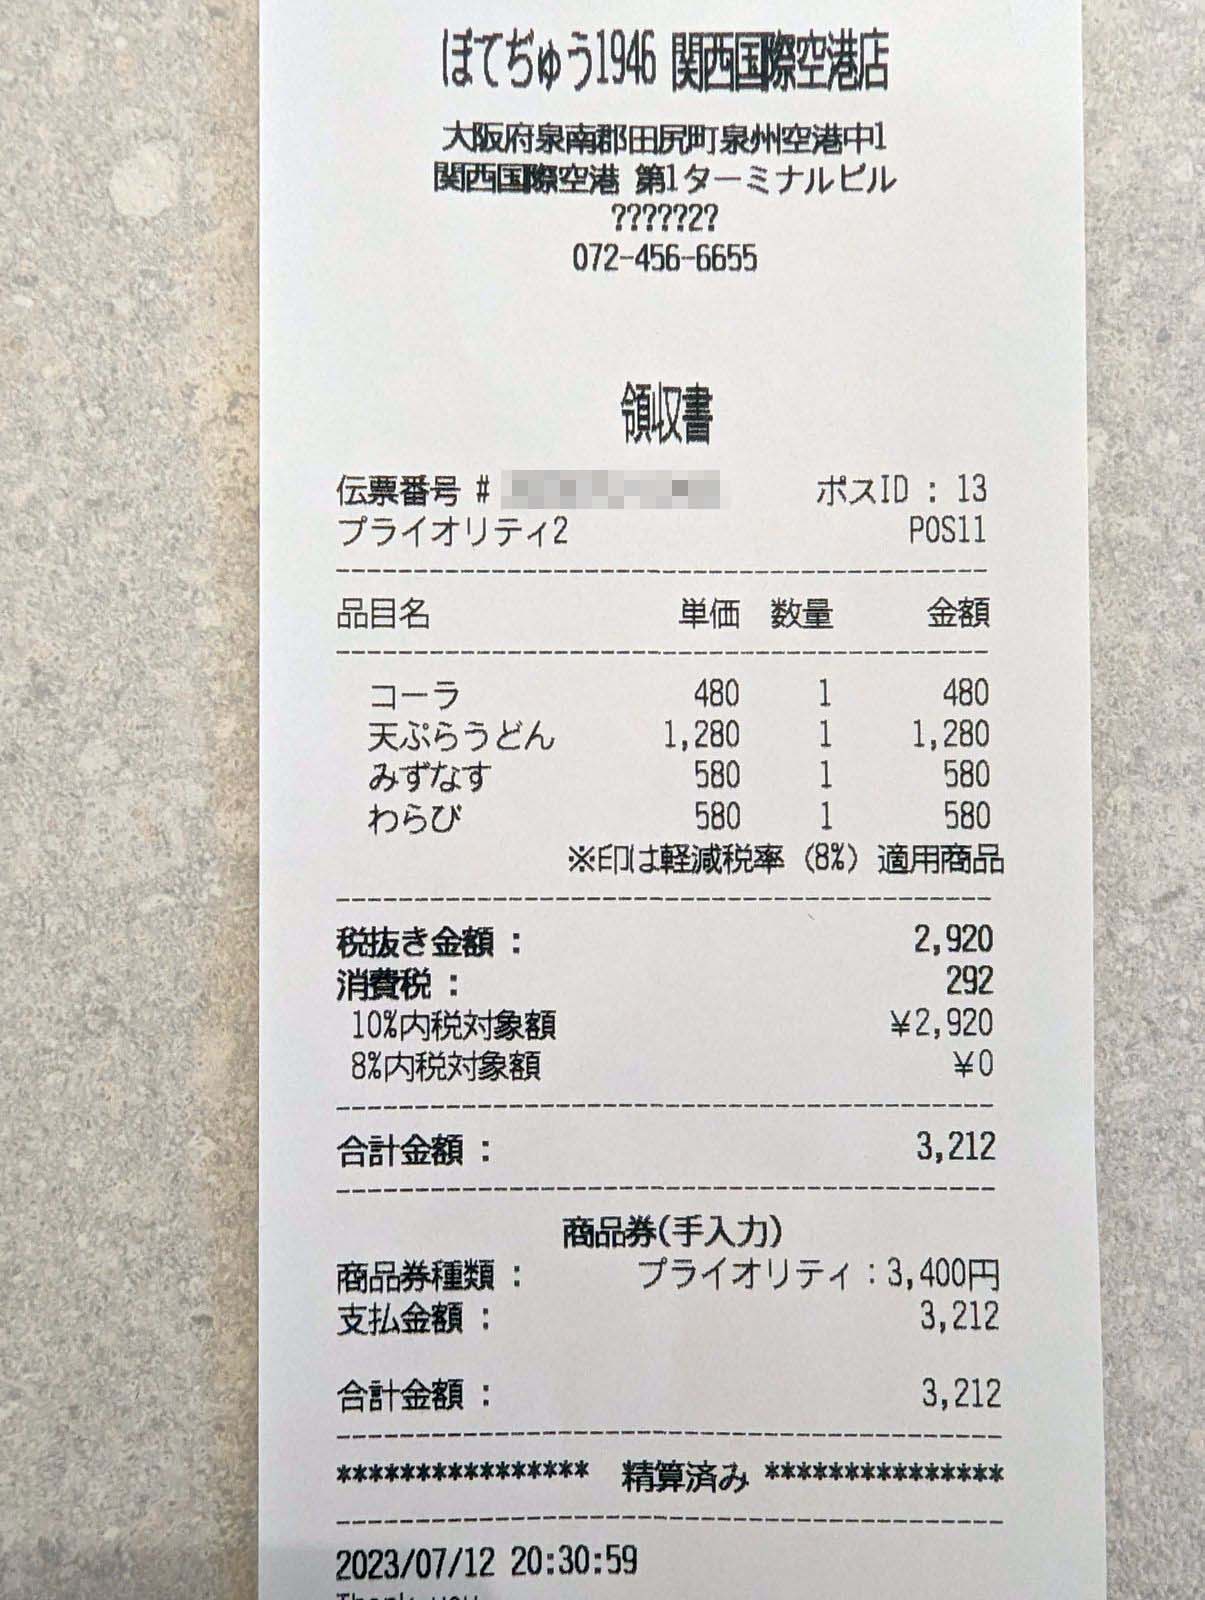 ぼてぢゅう1946 関西国際空港店
大阪府泉南郡田尻町泉州空港中1
関西国際空港 第1ターミナルビル
??????2?
072-456-6655
領収書
伝票番号 # ポスID : 13
プライオリティ2 POS11
品目名 単価 数量 金額
コーラ 480 1 480
天ぷらうどん 1,280 1 1,280
みずなす 580 1 580
わらび 580 1 580
※印は軽減税率(8%)適用商品
税抜き金額 : 2,920
消費税 : 292
10%内税対象額 ¥2,920
8%内税対象額 ¥0
合計金額 : 3,212
商品券(手入力)
商品券種類 : プライオリティ:3,400円
支払金額 : 3,212
合計金額 : 3,212
**************** 精算済み ***************
2023/07/12 20:30:59